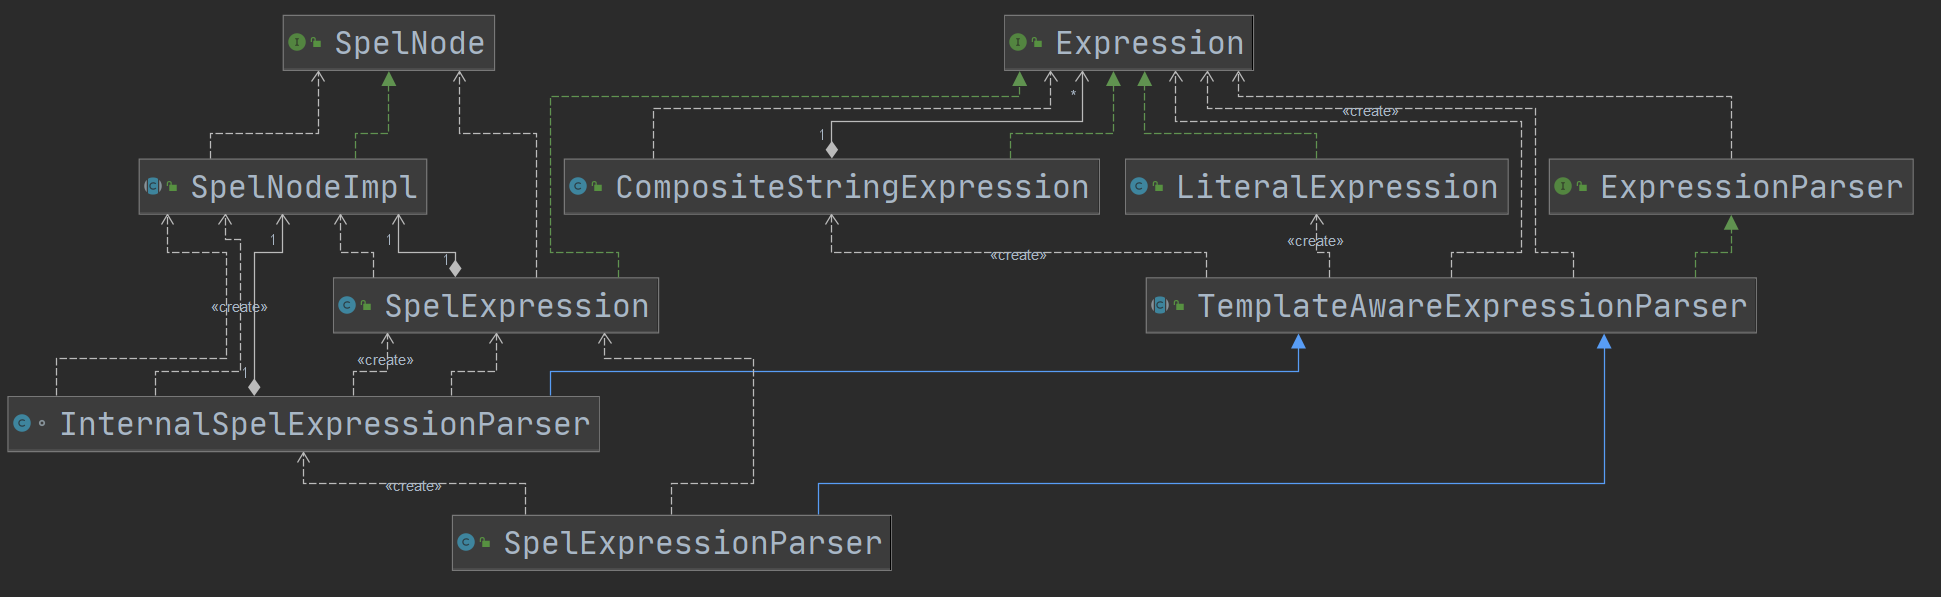 SpelNode
Expression
*
«create»
1
SpelNodeImpl
CompositeStringExpression
LiteralExpression
ExpressionParser
1
1
«create»
1
«create»
«create»
SpelExpression
TemplateAwareExpressionParser
«create»
1
InternalSpelExpressionParser
«create»
SpelExpressionParser